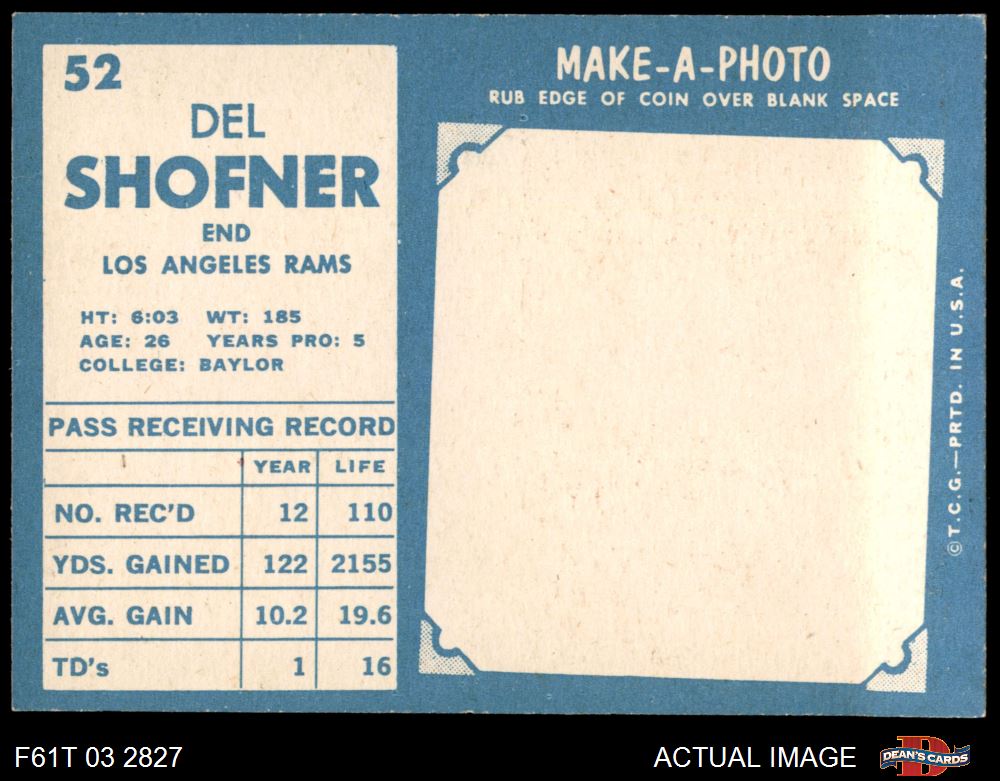 52
DEL
SHOFNER
END
LOS ANGELES RAMS
HT: 6:03 WT: 185
AGE: 26 YEARS PRO: 5
COLLEGE: BAYLOR
PASS RECEIVING RECORD
YEAR LIFE
NO. REC'D 12 110
YDS. GAINED 122 2155
AVG. GAIN 10.2 19.6
TD's 1 16
MAKE-A-PHOTO
RUB EDGE OF COIN OVER BLANK SPACE
©T.C.G.—PRTD. IN U.S.A.
F61T 03 2827
ACTUAL IMAGE
D
DEAN'S CARDS